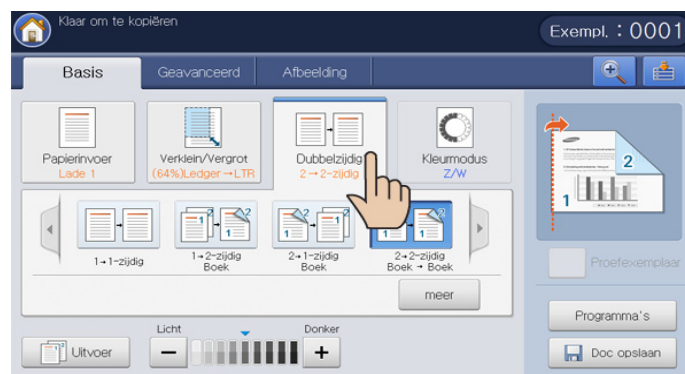 Klaar om te kopiëren
Exempl. : 0001
Basis
Geavanceerd
Afbeelding
Papierinvoer
Lade 1
Verklein/Vergrot
(64%)Ledger→LTR
Dubbelzijdig
2→2-zijdig
Kleurmodus
Z/W
1→1-zijdig
1→2-zijdig
Boek
2→1-zijdig
Boek
2→2-zijdig
Boek → Boek
meer
1
2
Proefexemplaar
Programma's
Doc opslaan
Uitvoer
Licht
Donker